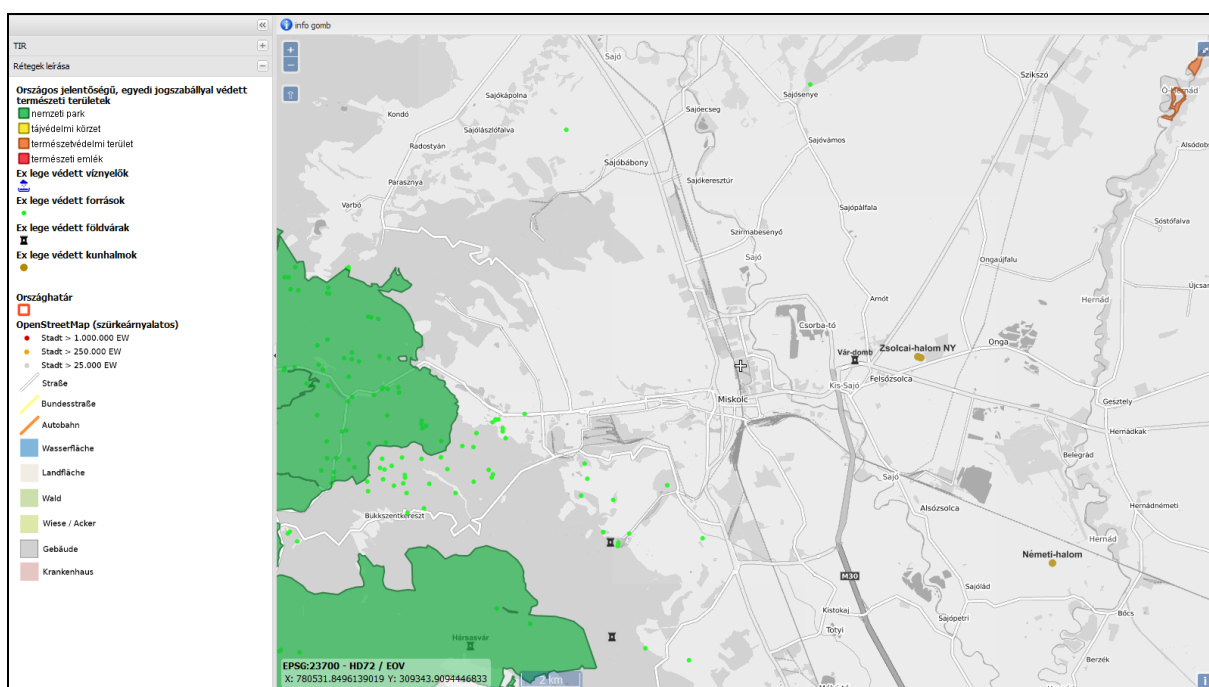 info gomb
TIR
Rétegek leírása
Országos jelentőségű, egyedi jogszabállyal védett
természeti területek
nemzeti park
tájvédelmi körzet
természetvédelmi terület
természeti emlék
Ex lege védett víznyelők
Ex lege védett források
Ex lege védett földvárak
Ex lege védett kunhalmok
Országhatár
OpenStreetMap (szürkeárnyalatos)
Stadt > 1.000.000 EW
Stadt > 250.000 EW
Stadt > 25.000 EW
Straße
Bundesstraße
Autobahn
Wasserfläche
Landfläche
Wald
Wiese / Acker
Gebäude
Krankenhaus
Sajó
Szikszó
Sajókápolna
Sajósenye
Ó-Hernád
Kondó
Sajóecseg
Sajólászlófalva
Sajóvámos
Radostyán
Alsódob
Sajóbábony
Parasznya
Sajókeresztúr
Varbó
Sajópálfala
Sóstófalva
Szirmabesenyő
Sajó
Ongaújfalu
Újcsan
Arnót
Hernád
Csorba-tó
Vár-domb
Zsolcai-halom NY
Onga
Kis-Sajó
Felsőzsolca
Miskolc
Gesztely
Hernádkak
Belegrád
Sajó
Bükkszentkereszt
Alsózsolca
Hernádnémeti
Hernád
Németi-halom
M30
Sajólád
Kistokaj
Sajópetri
Bőcs
Totyi
Hársasvár
Berzék
EPSG:23700 - HD72 / EOV
X: 780531.8496139019 Y: 309343.9094446833
2 km